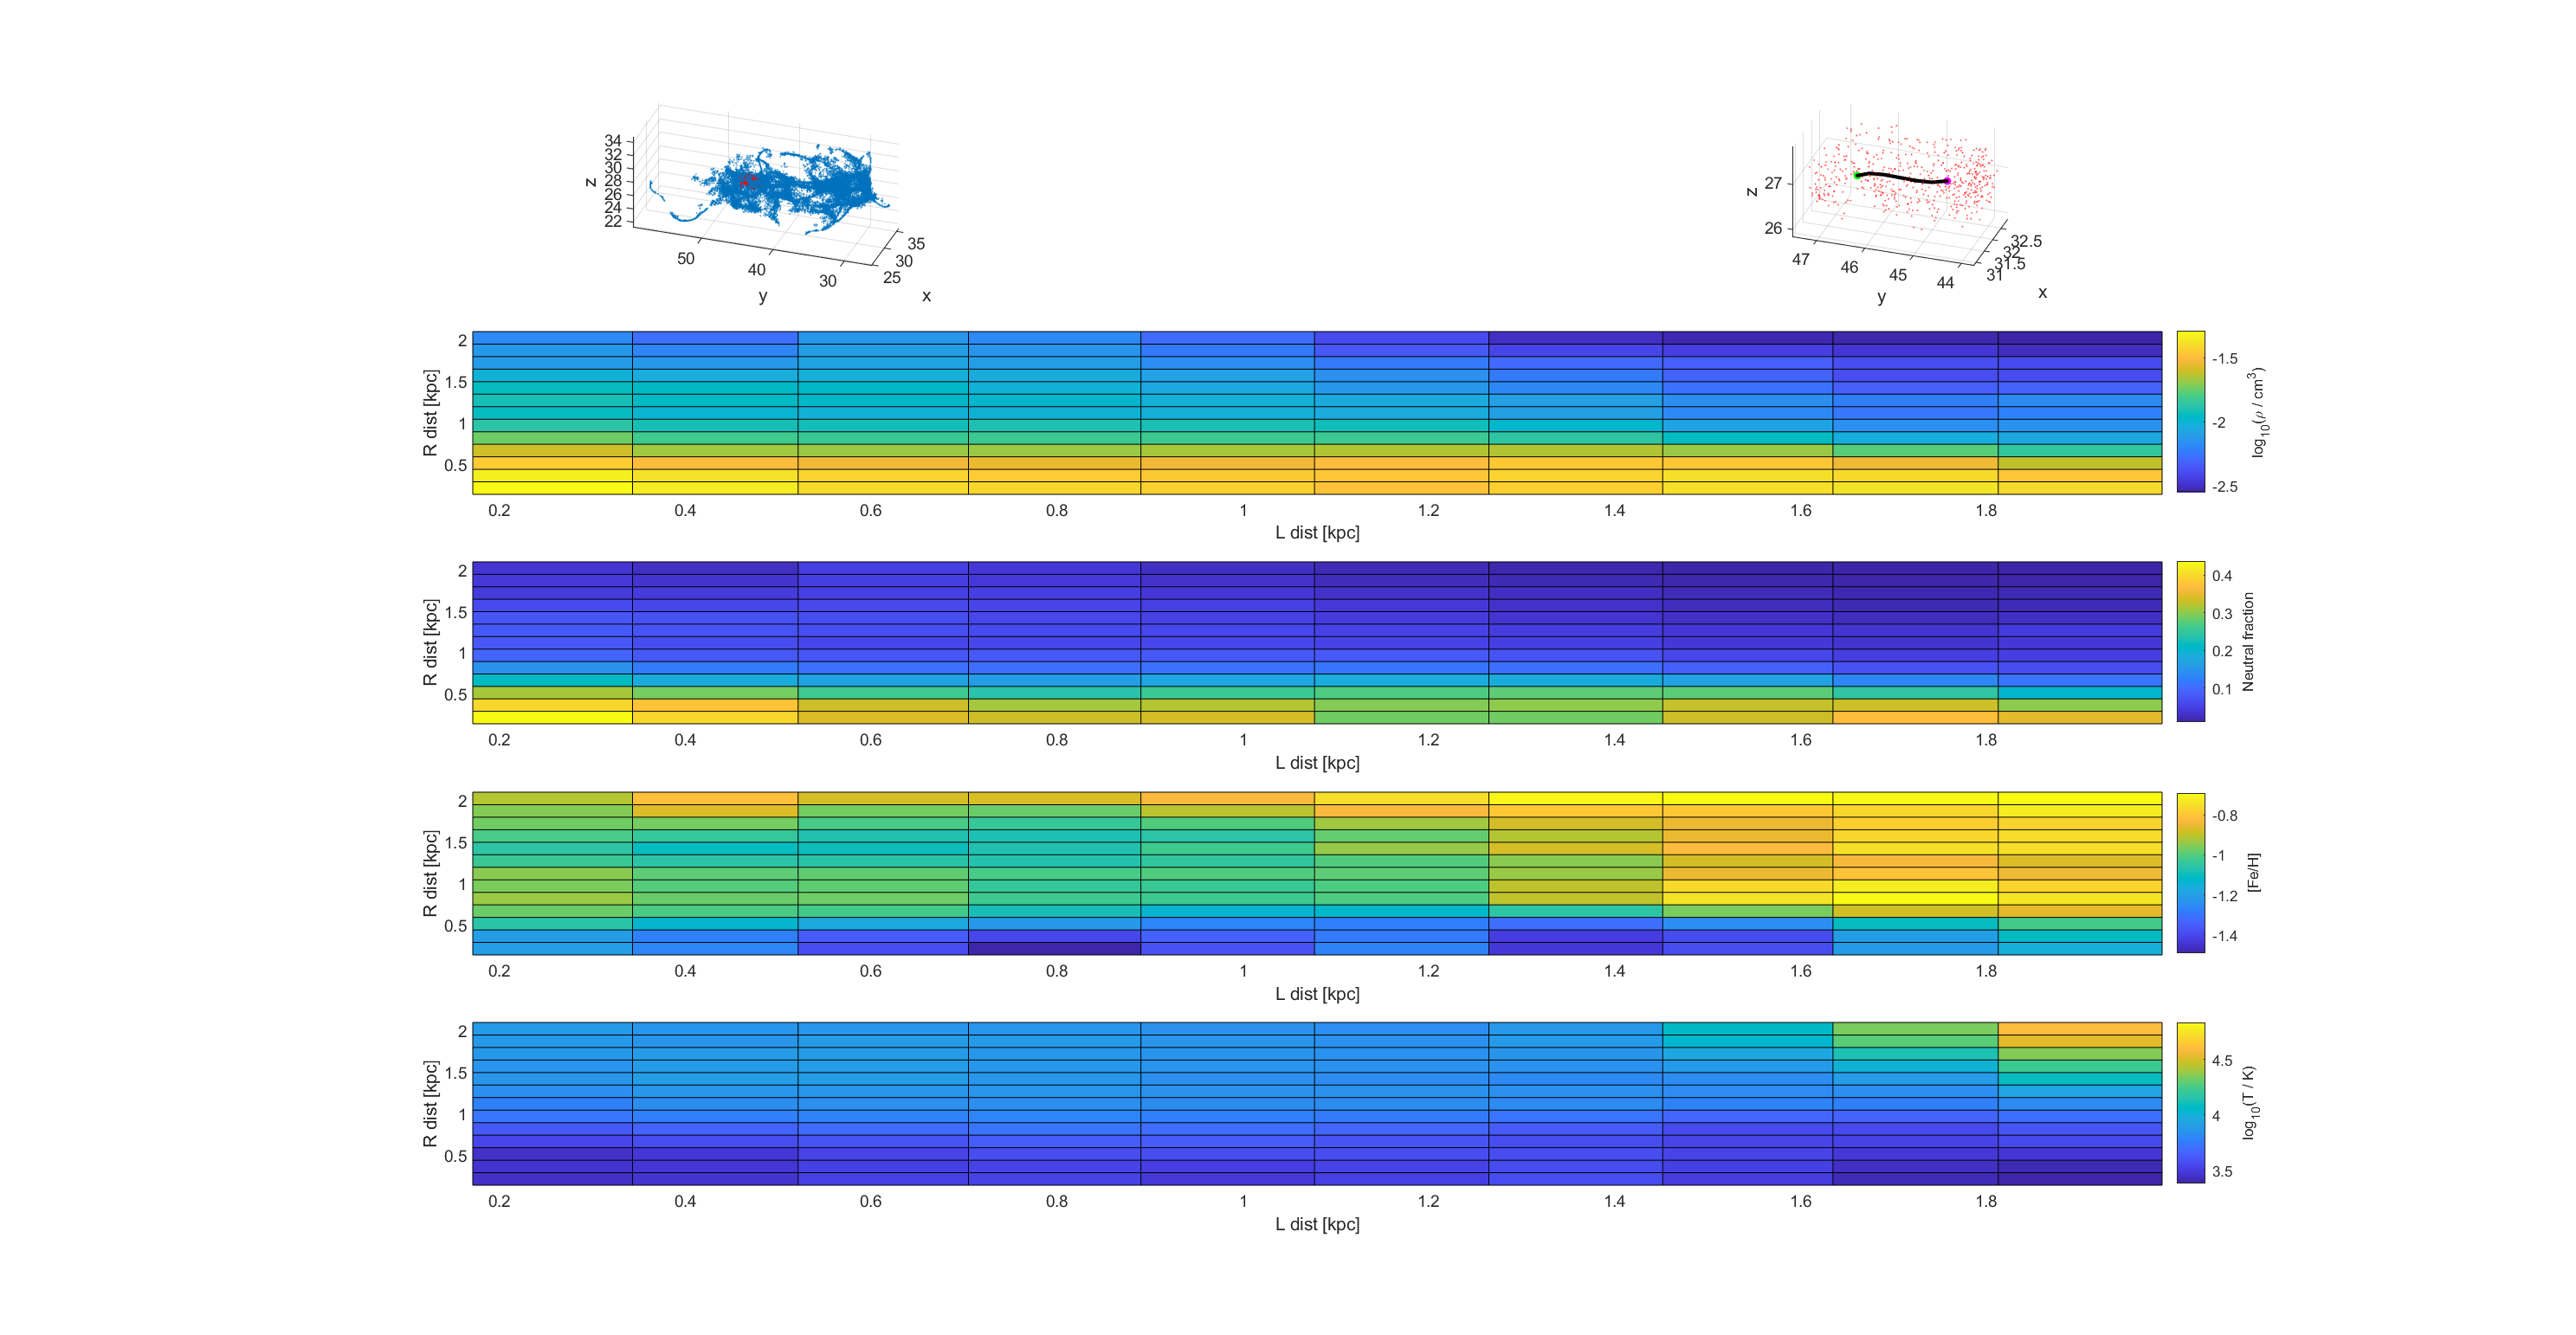 34
32
30
28
26
24
22
z
50
40
30
y
35
30
25
x
27
26
z
47
46
45
44
y
32.5
32
31.5
31
x
2
1.5
1
0.5
R dist [kpc]
0.2 0.4 0.6 0.8 1 1.2 1.4 1.6 1.8
L dist [kpc]
-1.5
-2
-2.5
log10(ρ / cm3)
2
1.5
1
0.5
R dist [kpc]
0.2 0.4 0.6 0.8 1 1.2 1.4 1.6 1.8
L dist [kpc]
0.4
0.3
0.2
0.1
Neutral fraction
2
1.5
1
0.5
R dist [kpc]
0.2 0.4 0.6 0.8 1 1.2 1.4 1.6 1.8
L dist [kpc]
-0.8
-1
-1.2
-1.4
[Fe/H]
2
1.5
1
0.5
R dist [kpc]
0.2 0.4 0.6 0.8 1 1.2 1.4 1.6 1.8
L dist [kpc]
4.5
4
3.5
log10(T / K)